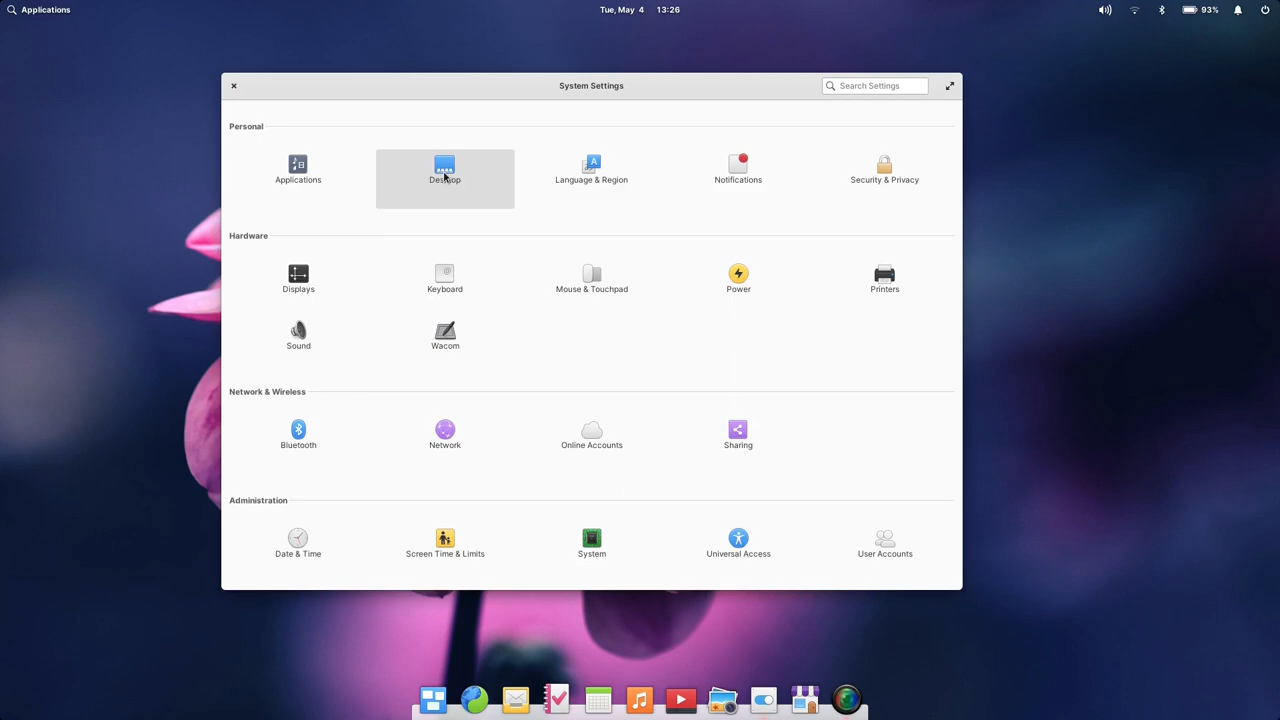 Applications
Tue, May 4 13:26
93%
System Settings
Search Settings
Personal
Applications
Desktop
Language & Region
Notifications
Security & Privacy
Hardware
Displays
Keyboard
Mouse & Touchpad
Power
Printers
Sound
Wacom
Network & Wireless
Bluetooth
Network
Online Accounts
Sharing
Administration
Date & Time
Screen Time & Limits
System
Universal Access
User Accounts